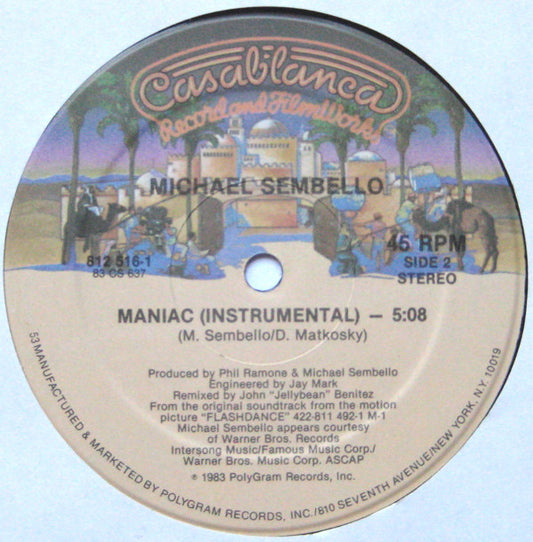 Casablanca
Record and FilmWorks
MICHAEL SEMBELLO
812 516-1
83 CS 637
45 RPM
SIDE 2
STEREO
MANIAC (INSTRUMENTAL) — 5:08
(M. Sembello/D. Matkosky)
Produced by Phil Ramone & Michael Sembello
Engineered by Jay Mark
Remixed by John "Jellybean" Benitez
From the original soundtrack from the motion
picture "FLASHDANCE" 422-811 492-1 M-1
Michael Sembello appears courtesy
of Warner Bros. Records
Intersong Music/Famous Music Corp./
Warner Bros. Music Corp. ASCAP
℗ 1983 PolyGram Records, Inc.
53 MANUFACTURED & MARKETED BY POLYGRAM RECORDS, INC./810 SEVENTH AVENUE/NEW YORK, N.Y. 10019